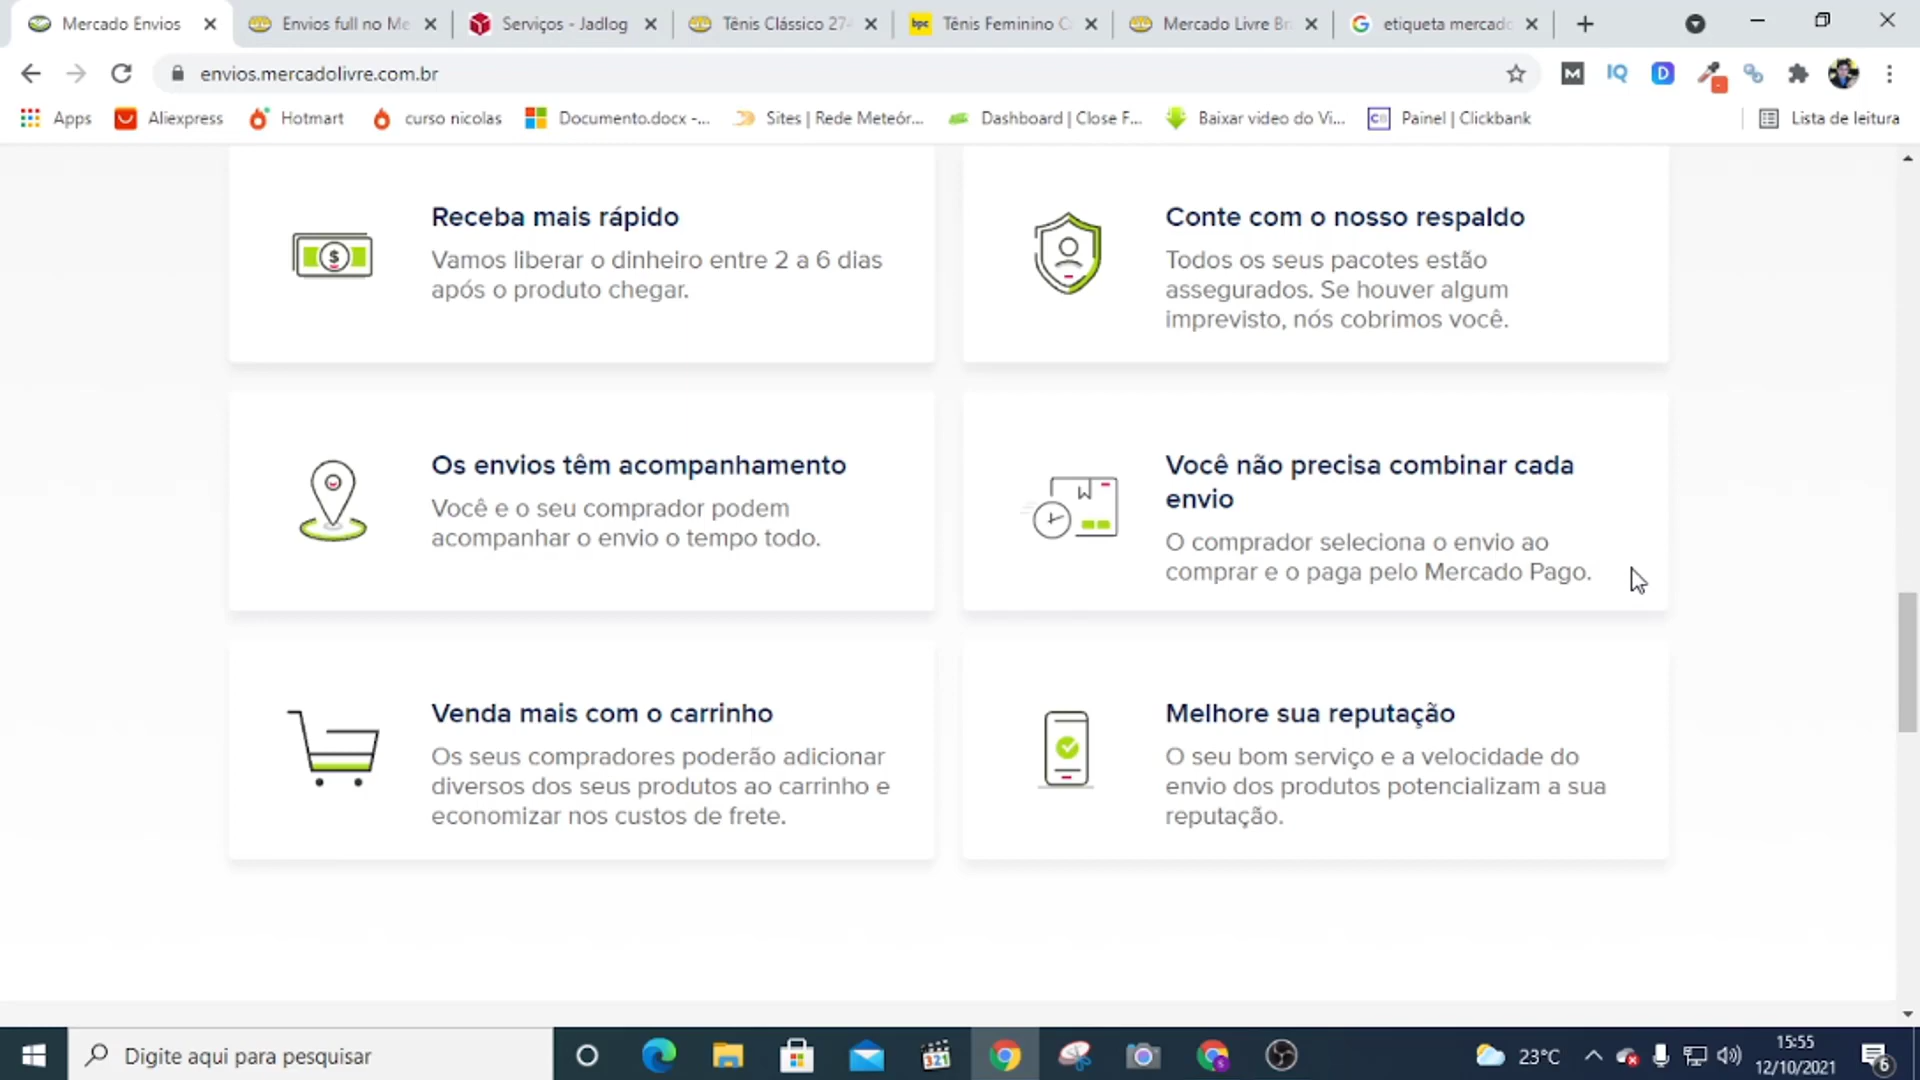 Mercado Envios
Envios full no Me
Serviços - Jadlog
Tênis Clássico 274
bpc
Tênis Feminino C
Mercado Livre Br
etiqueta mercado
envios.mercadolivre.com.br
M
IQ
D
Apps
Aliexpress
Hotmart
curso nicolas
Documento.docx -...
Sites | Rede Meteór...
Dashboard | Close F...
Baixar video do Vi...
Painel | Clickbank
Lista de leitura
Receba mais rápido
Vamos liberar o dinheiro entre 2 a 6 dias
após o produto chegar.
Conte com o nosso respaldo
Todos os seus pacotes estão
assegurados. Se houver algum
imprevisto, nós cobrimos você.
Os envios têm acompanhamento
Você e o seu comprador podem
acompanhar o envio o tempo todo.
Você não precisa combinar cada
envio
O comprador seleciona o envio ao
comprar e o paga pelo Mercado Pago.
Venda mais com o carrinho
Os seus compradores poderão adicionar
diversos dos seus produtos ao carrinho e
economizar nos custos de frete.
Melhore sua reputação
O seu bom serviço e a velocidade do
envio dos produtos potencializam a sua
reputação.
Digite aqui para pesquisar
321
23°C
15:55
12/10/2021
6